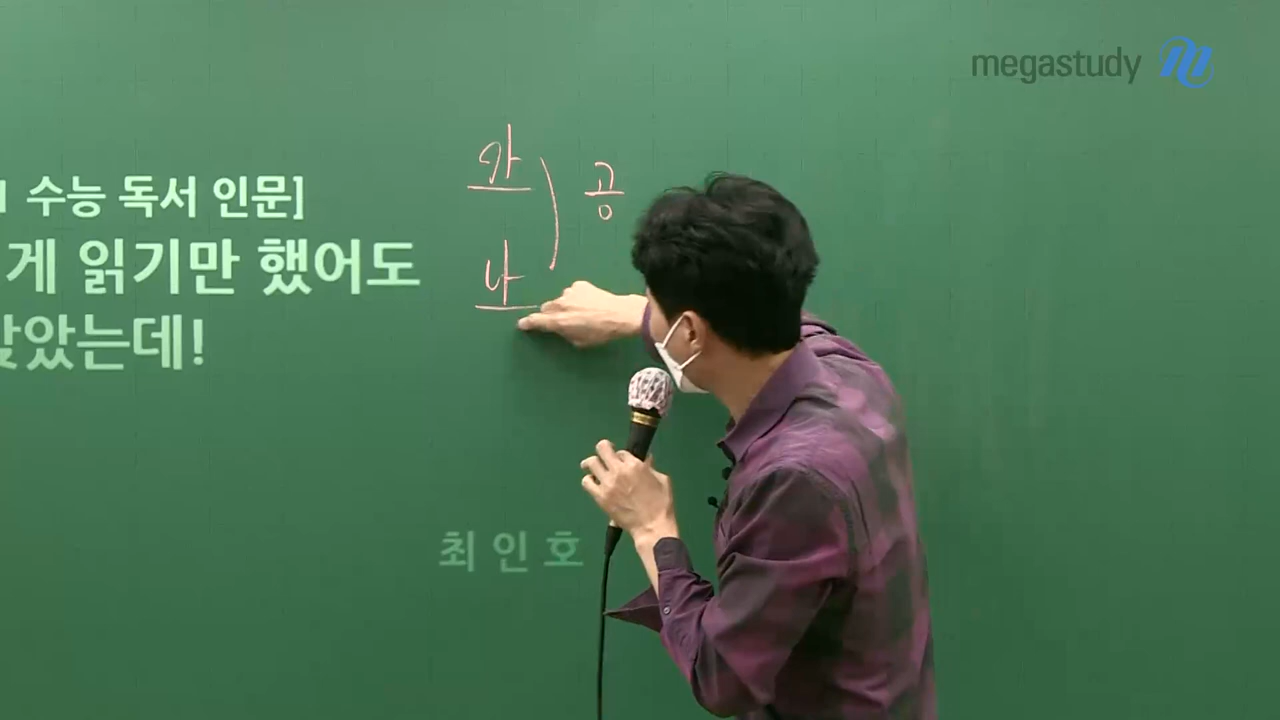 megastudy
수능 독서 인문]
게 읽기만 했어도
았는데!
가
공
나
최인호